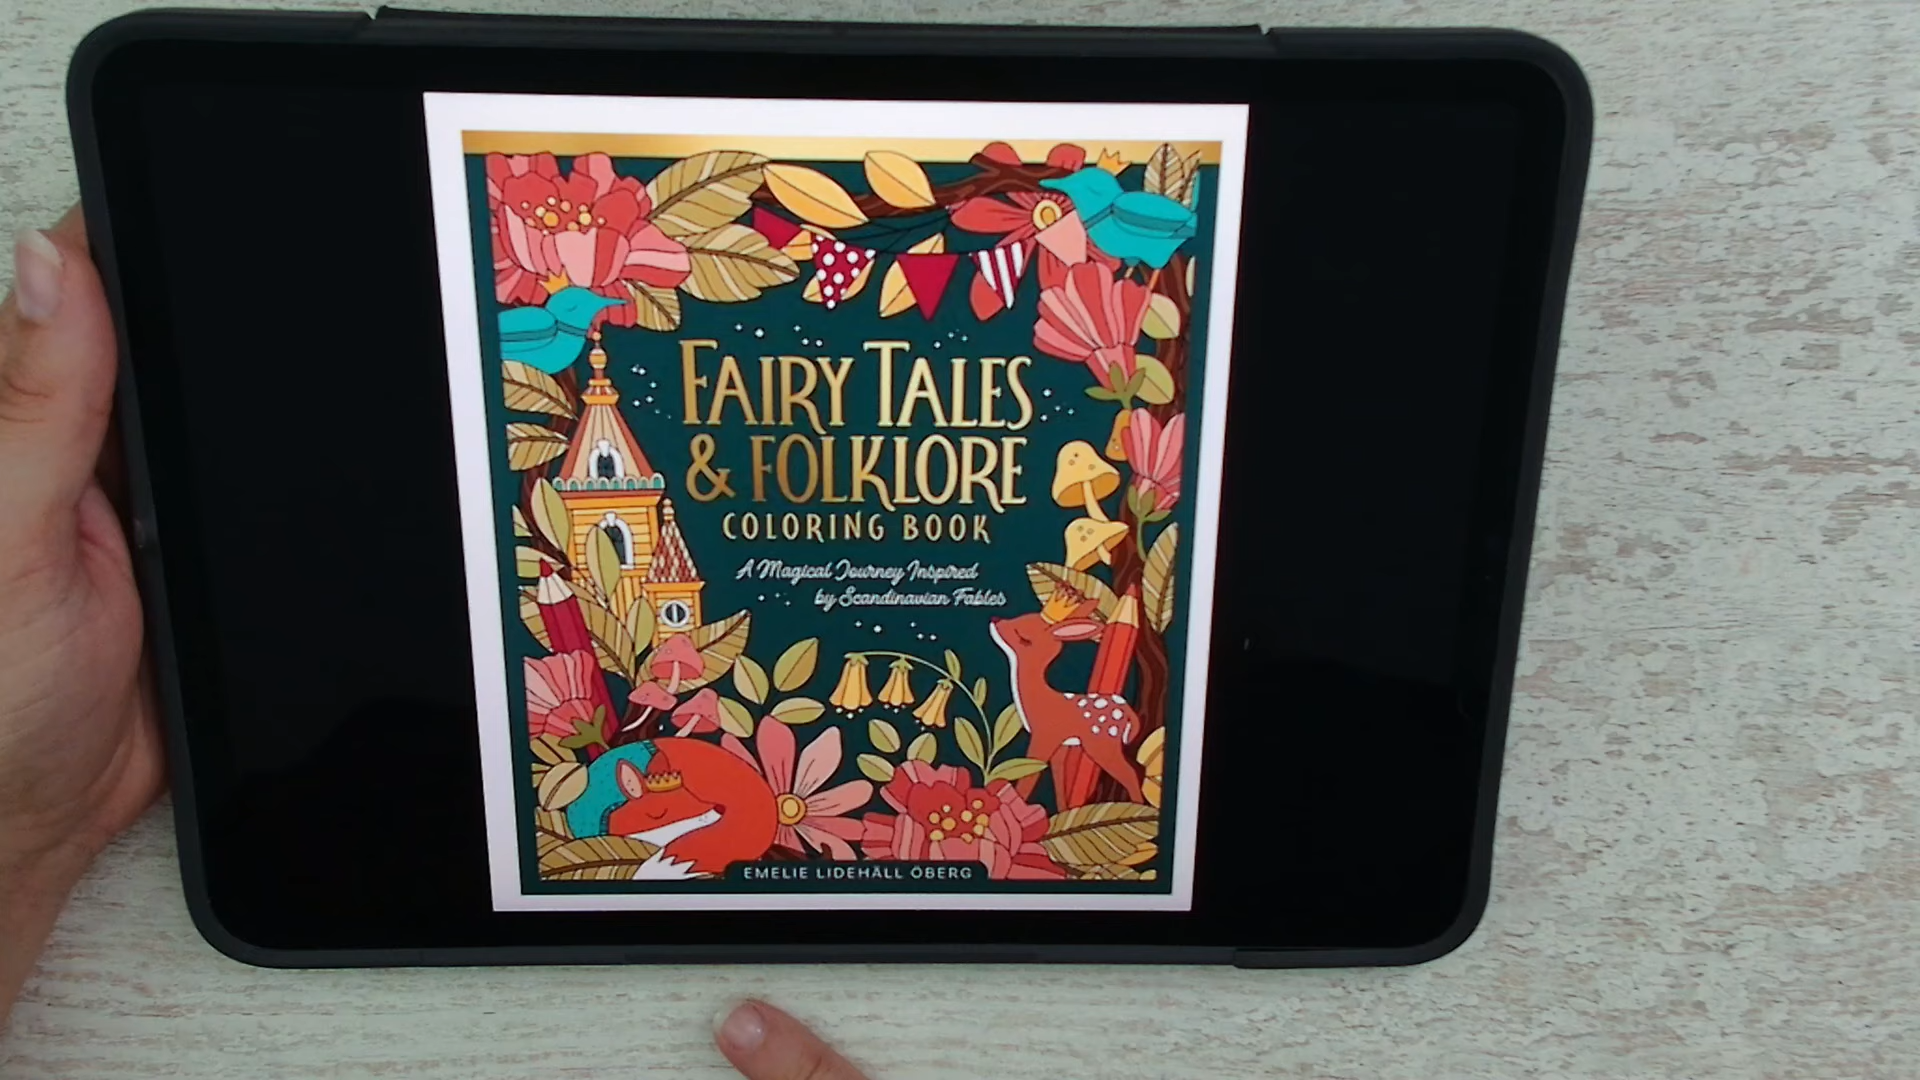 FAIRY TALES
& FOLKLORE
COLORING BOOK
A Magical Journey Inspired
by Scandinavian Fables
EMELIE LIDEHÄLL ÖBERG